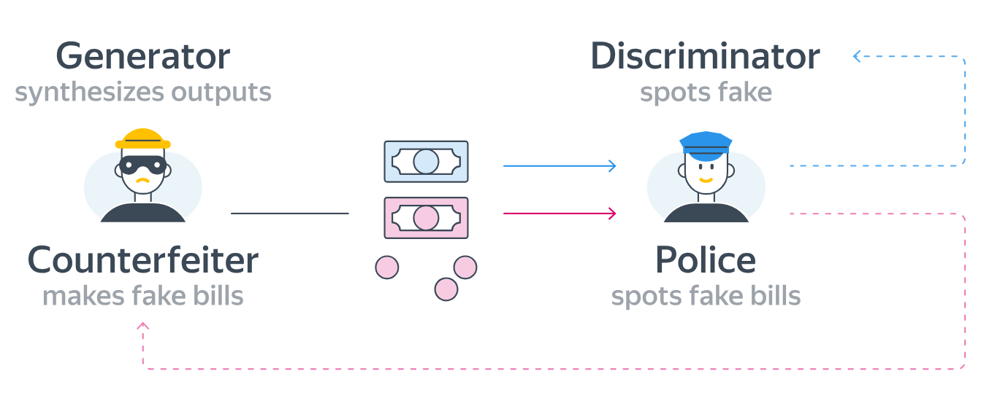 Generator
synthesizes outputs
Discriminator
spots fake
Counterfeiter
makes fake bills
Police
spots fake bills